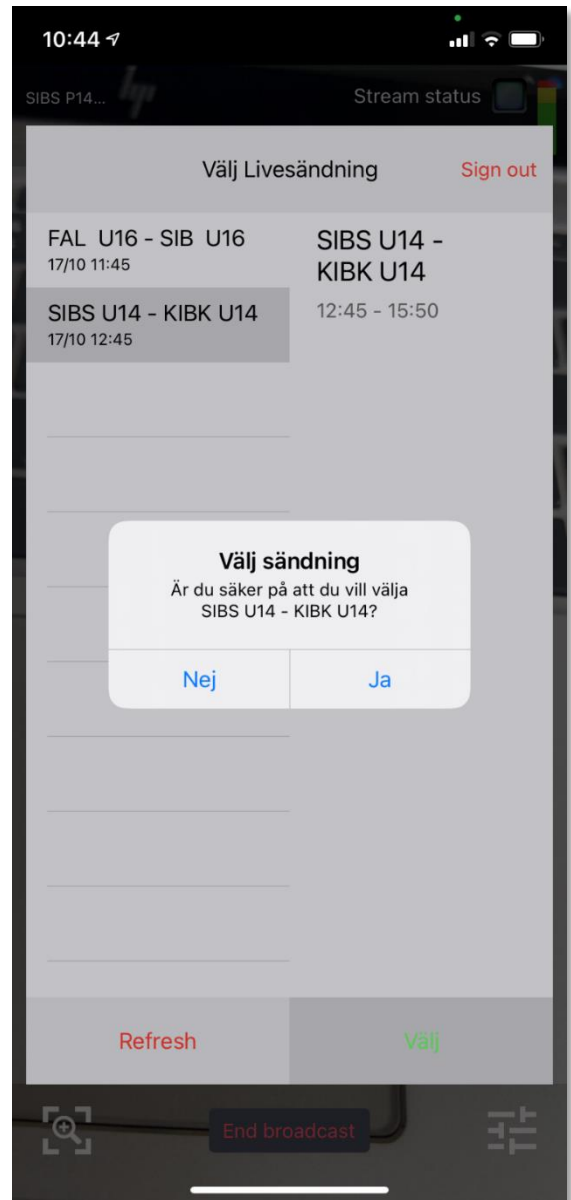 10:44
SIBS P14...
hp
Stream status
Välj Livesändning
Sign out
FAL U16 - SIB U16
17/10 11:45
SIBS U14 - KIBK U14
17/10 12:45
SIBS U14 -
KIBK U14
12:45 - 15:50
Välj sändning
Är du säker på att du vill välja
SIBS U14 - KIBK U14?
Nej
Ja
Refresh
Välj
End broadcast